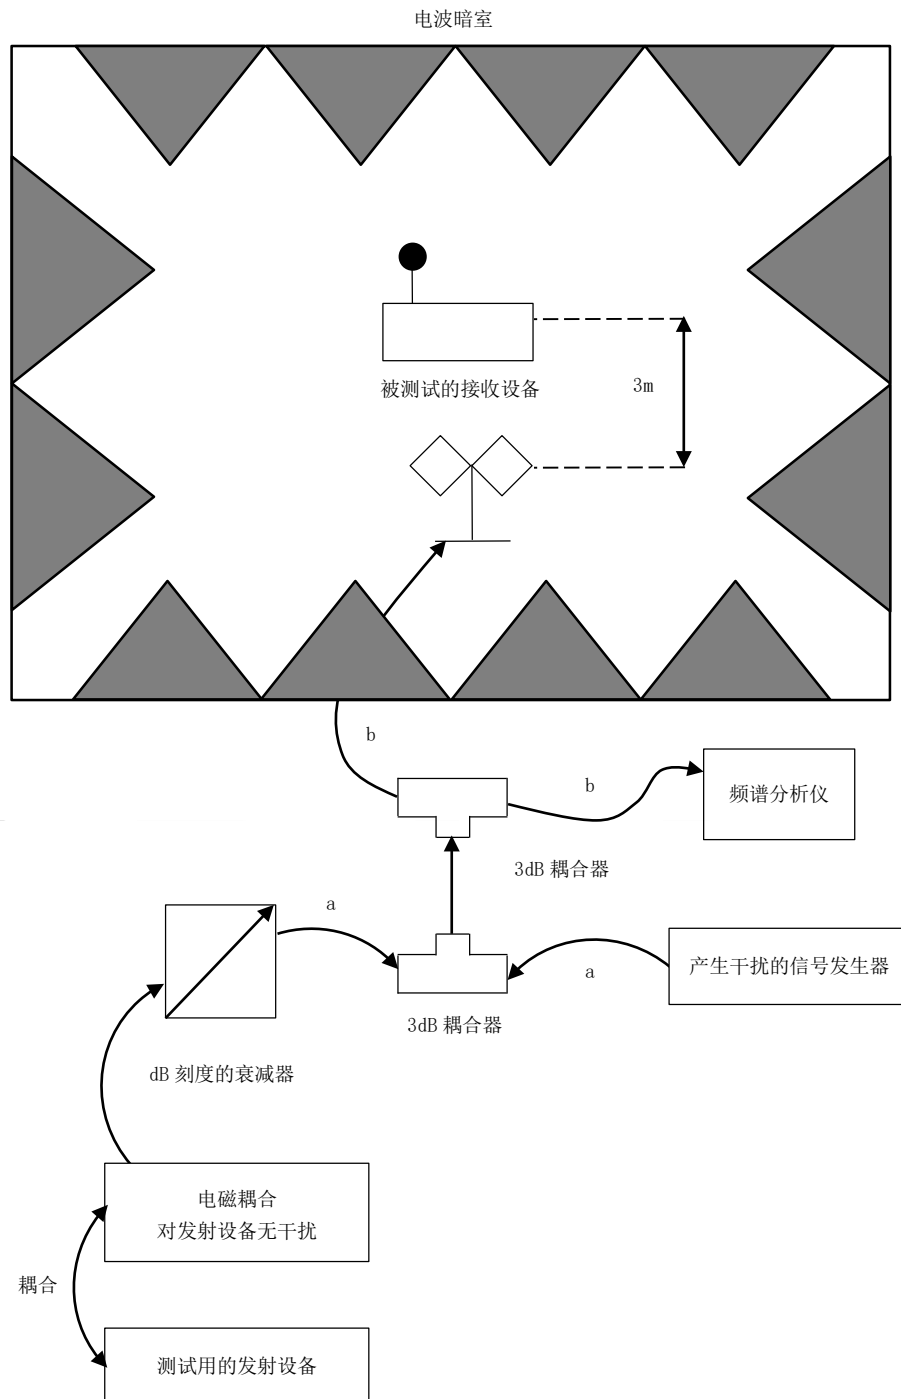 电波暗室
被测试的接收设备
3m
b
b
频谱分析仪
3dB 耦合器
a
a
产生干扰的信号发生器
3dB 耦合器
dB 刻度的衰减器
电磁耦合
对发射设备无干扰
耦合
测试用的发射设备